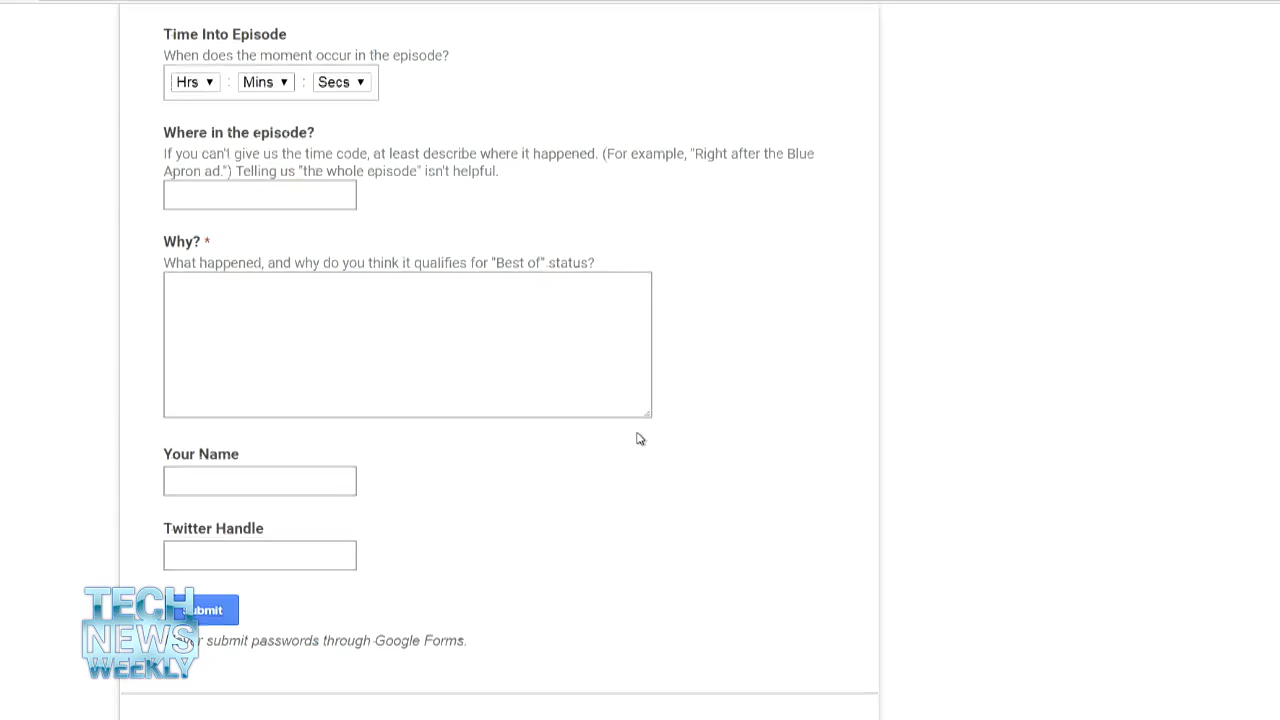 Time Into Episode
When does the moment occur in the episode?
Hrs : Mins : Secs
Where in the episode?
If you can't give us the time code, at least describe where it happened. (For example, "Right after the Blue
Apron ad.") Telling us "the whole episode" isn't helpful.
Why? *
What happened, and why do you think it qualifies for "Best of" status?
Your Name
Twitter Handle
ubmit
er submit passwords through Google Forms.
TECH
NEWS
WEEKLY